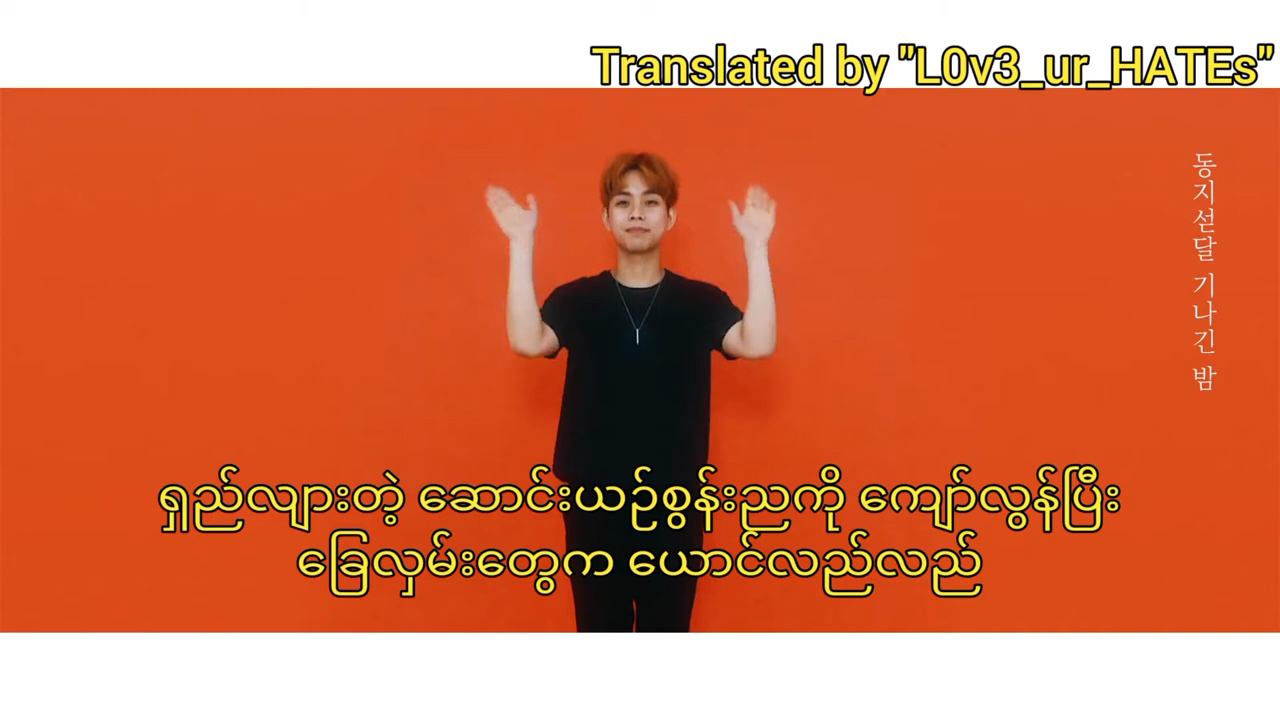 Translated by "L0v3_ur_HATEs"
동지섣달 기나긴 밤
ရှည်လျားတဲ့ ဆောင်းယဉ်စွန်းညကို ကျော်လွန်ပြီး
ခြေလှမ်းတွေက ယောင်လည်လည်